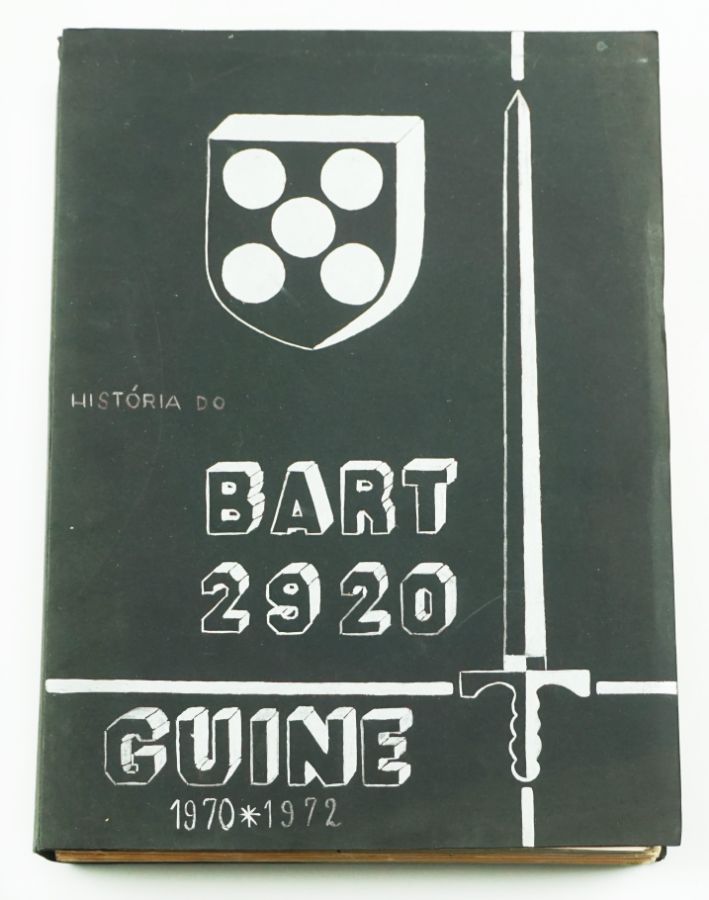 HISTÓRIA DO
BART
2920
GUINE
1970*1972